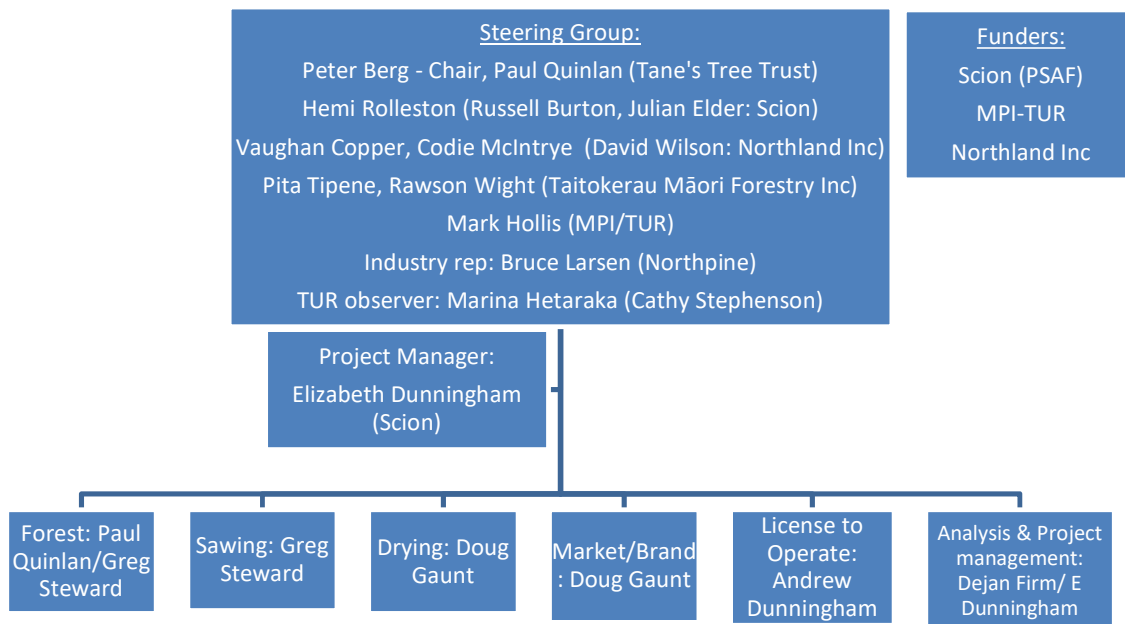 Steering Group:
Peter Berg - Chair, Paul Quinlan (Tane's Tree Trust)
Hemi Rolleston (Russell Burton, Julian Elder: Scion)
Vaughan Copper, Codie McIntrye (David Wilson: Northland Inc)
Pita Tipene, Rawson Wight (Taitokerau Māori Forestry Inc)
Mark Hollis (MPI/TUR)
Industry rep: Bruce Larsen (Northpine)
TUR observer: Marina Hetaraka (Cathy Stephenson)
Funders:
Scion (PSAF)
MPI-TUR
Northland Inc
Project Manager:
Elizabeth Dunningham
(Scion)
Forest: Paul
Quinlan/Greg
Steward
Sawing: Greg
Steward
Drying: Doug
Gaunt
Market/Brand
: Doug Gaunt
License to
Operate:
Andrew
Dunningham
Analysis & Project
management:
Dejan Firm/ E
Dunningham